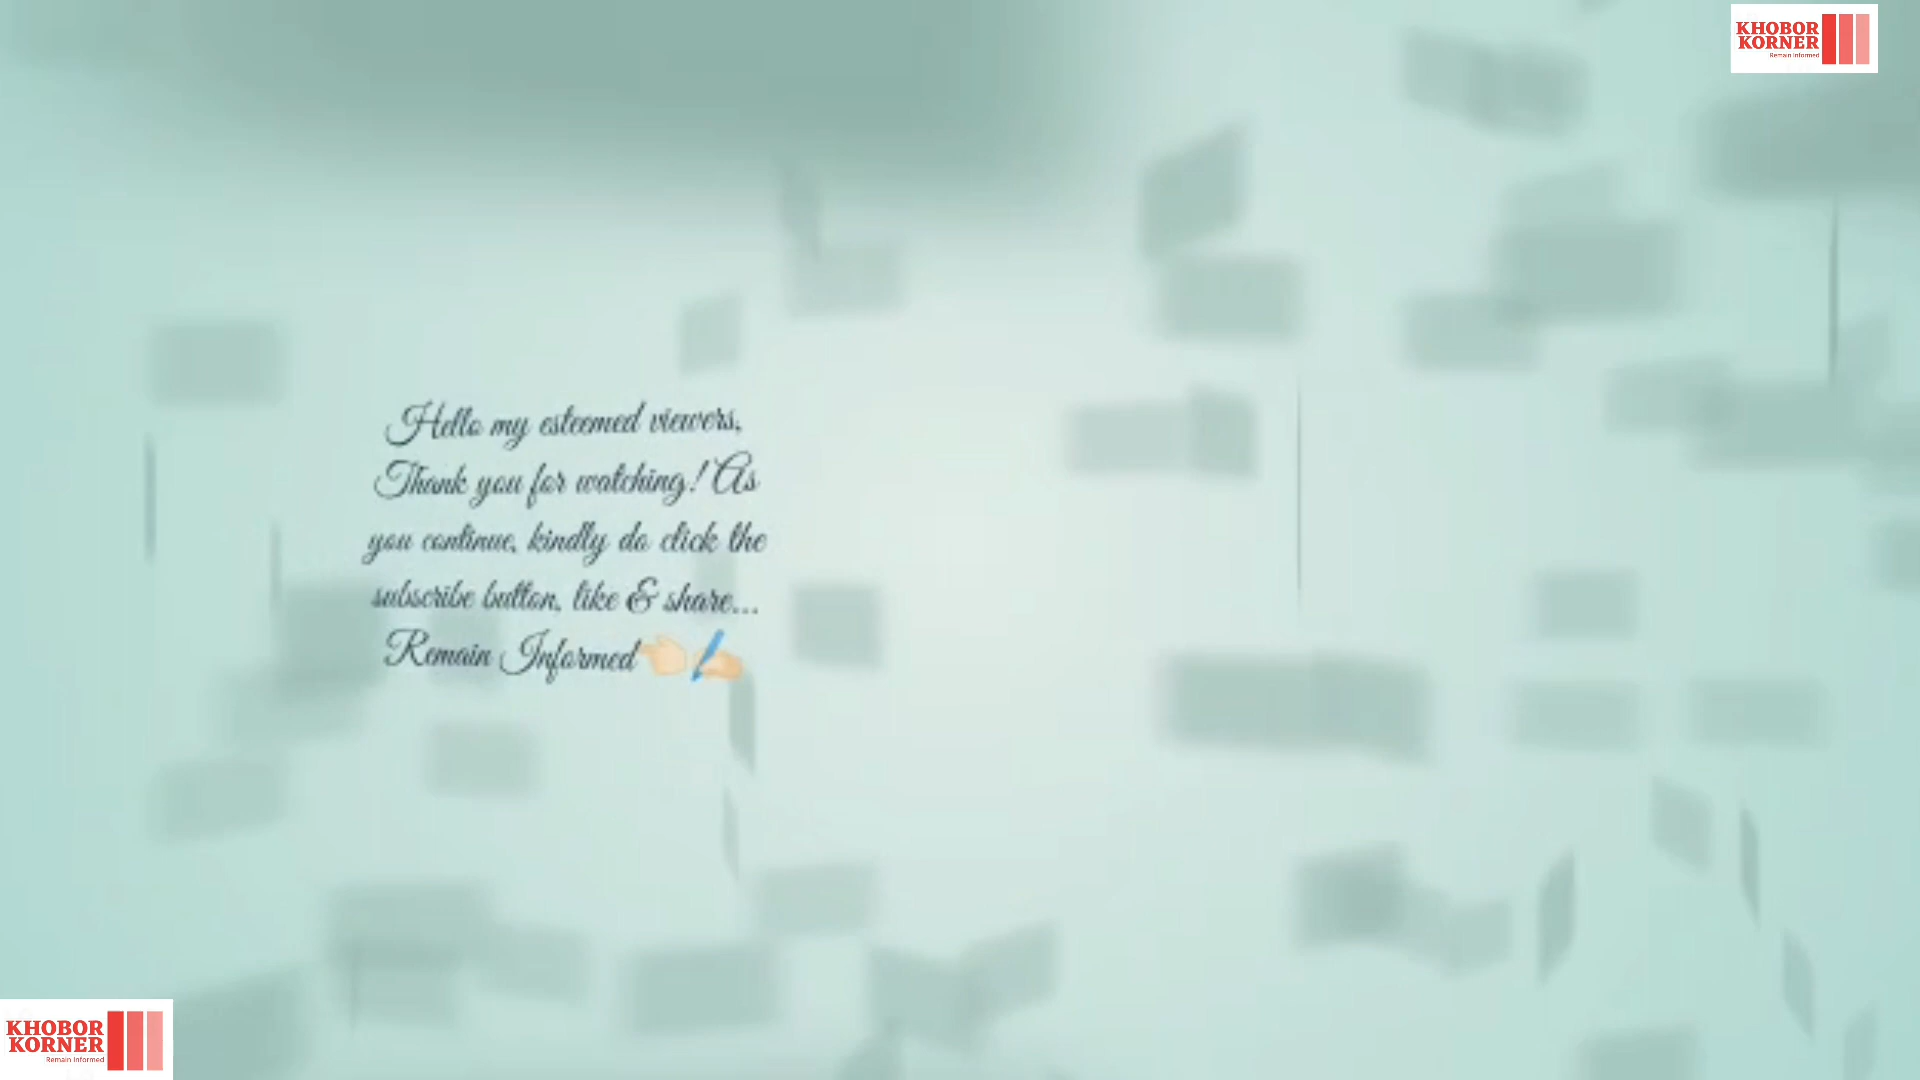 KHOBOR
KORNER
Remain Informed
Hello my esteemed viewers,
Thank you for watching! As
you continue, kindly do click the
subscribe button, like & share...
Remain Informed👈🏻✍🏻
KHOBOR
KORNER
Remain Informed